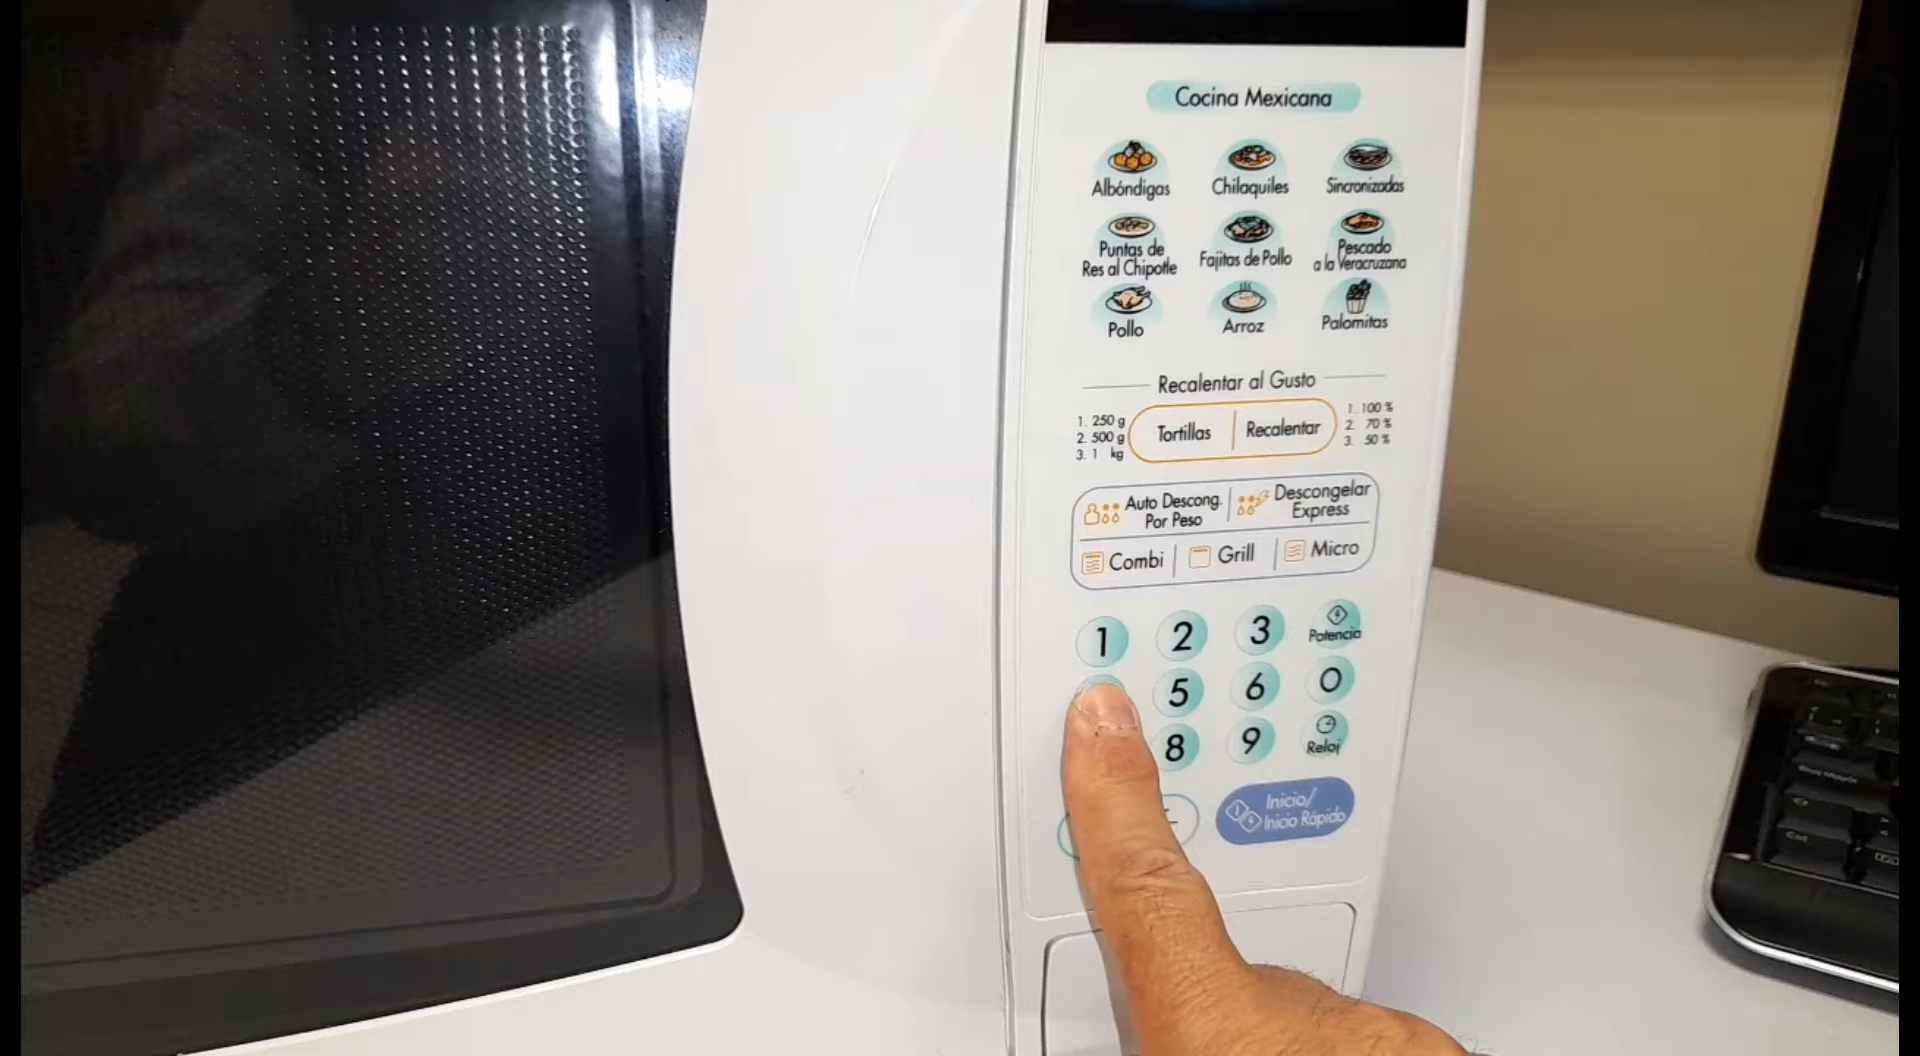 Cocina Mexicana
Albóndigas
Chilaquiles
Sincronizadas
Puntas de
Res al Chipotle
Fajitas de Pollo
Pescado
a la Veracruzana
Pollo
Arroz
Palomitas
Recalentar al Gusto
1. 250 g
2. 500 g
3. 1 kg
Tortillas
Recalentar
1. 100 %
2. 70 %
3. 50 %
Auto Descong.
Por Peso
Descongelar
Express
Combi
Grill
Micro
1
2
3
Potencia
5
6
0
8
9
Reloj
Inicio/
Inicio Rápido